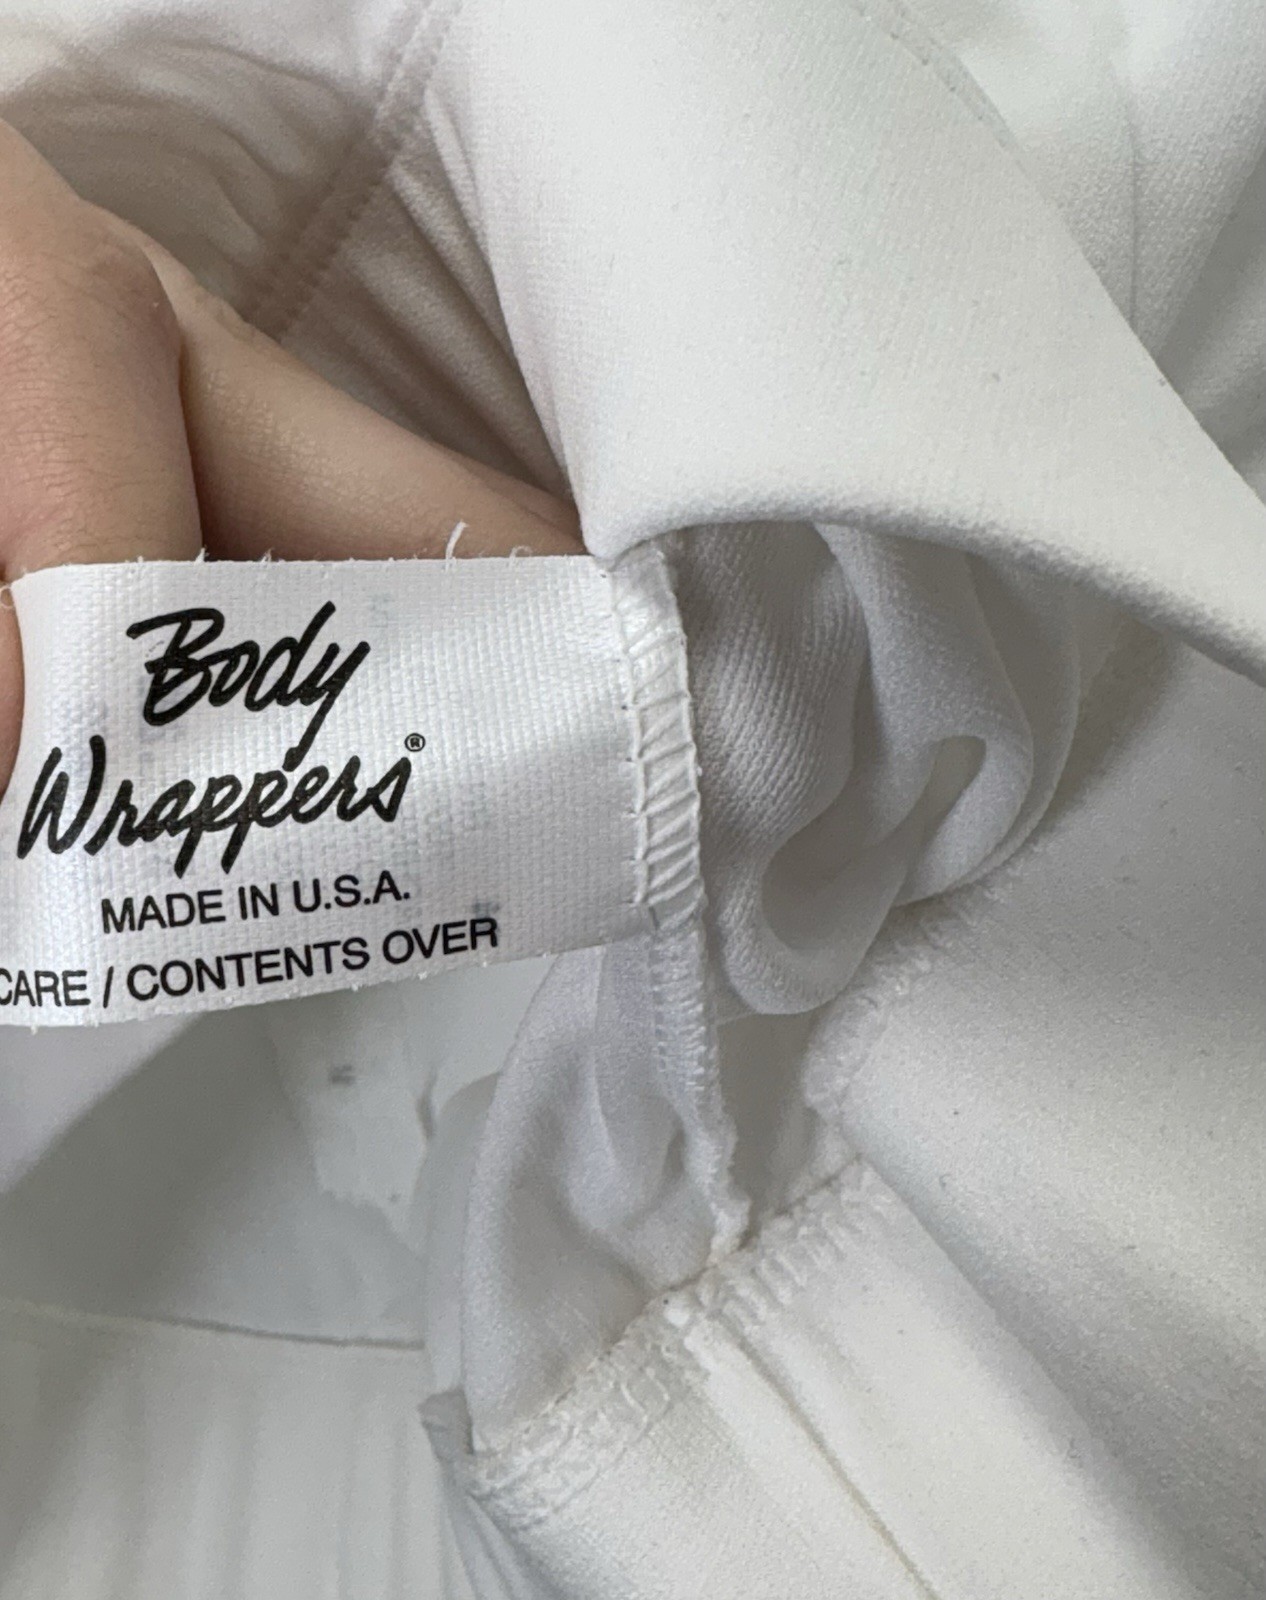 Body
Wrappers®
MADE IN U.S.A.
CARE / CONTENTS OVER